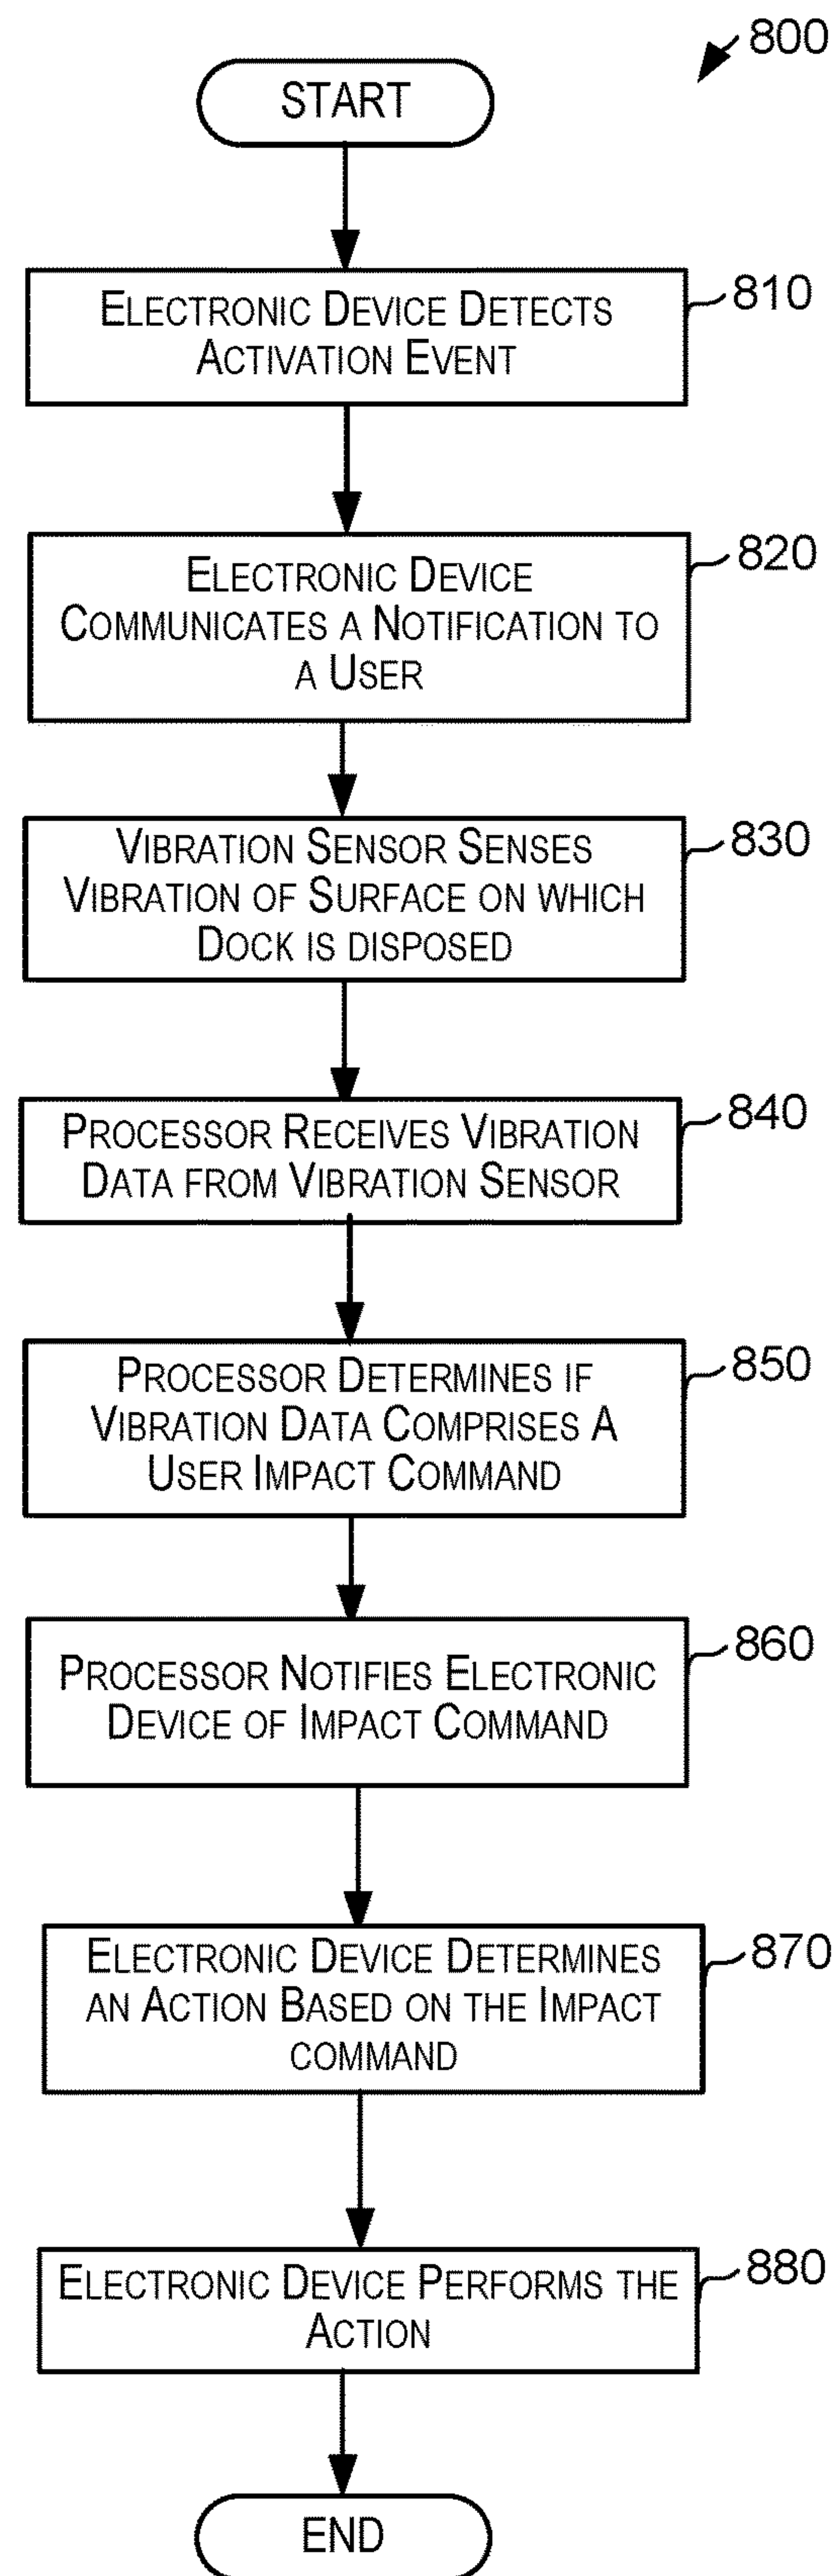 800
START
ELECTRONIC DEVICE DETECTS
ACTIVATION EVENT
810
ELECTRONIC DEVICE
COMMUNICATES A NOTIFICATION TO
A USER
820
VIBRATION SENSOR SENSES
VIBRATION OF SURFACE ON WHICH
DOCK IS DISPOSED
830
PROCESSOR RECEIVES VIBRATION
DATA FROM VIBRATION SENSOR
840
PROCESSOR DETERMINES IF
VIBRATION DATA COMPRISES A
USER IMPACT COMMAND
850
PROCESSOR NOTIFIES ELECTRONIC
DEVICE OF IMPACT COMMAND
860
ELECTRONIC DEVICE DETERMINES
AN ACTION BASED ON THE IMPACT
COMMAND
870
ELECTRONIC DEVICE PERFORMS THE
ACTION
880
END